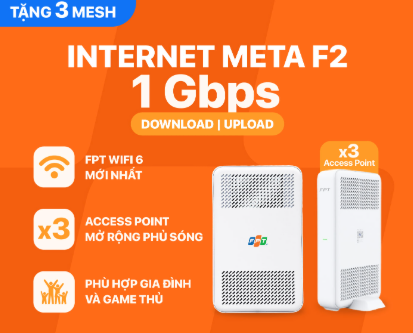 TẶNG 3 MESH
INTERNET META F2
1 Gbps
DOWNLOAD | UPLOAD
x3
Access Point
FPT WIFI 6
MỚI NHẤT
x3
ACCESS POINT
MỞ RỘNG PHỦ SÓNG
PHÙ HỢP GIA ĐÌNH
VÀ GAME THỦ
FPT
FPT